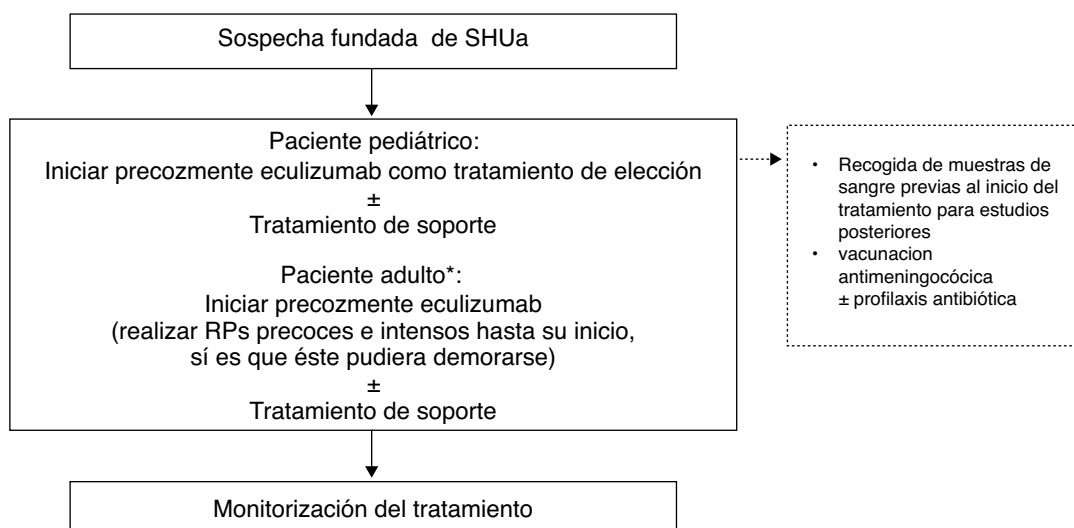 Sospecha fundada  de SHUa
Paciente pediátrico:
Iniciar precozmente eculizumab como tratamiento de elección
±
Tratamiento de soporte
Paciente adulto*:
Iniciar precozmente eculizumab
(realizar RPs precoces e intensos hasta su inicio,
sí es que éste pudiera demorarse)
±
Tratamiento de soporte
• Recogida de muestras de
sangre previas al inicio del
tratamiento para estudios
posteriores
• vacunacion
antimeningocócica
± profilaxis antibiótica
Monitorización del tratamiento